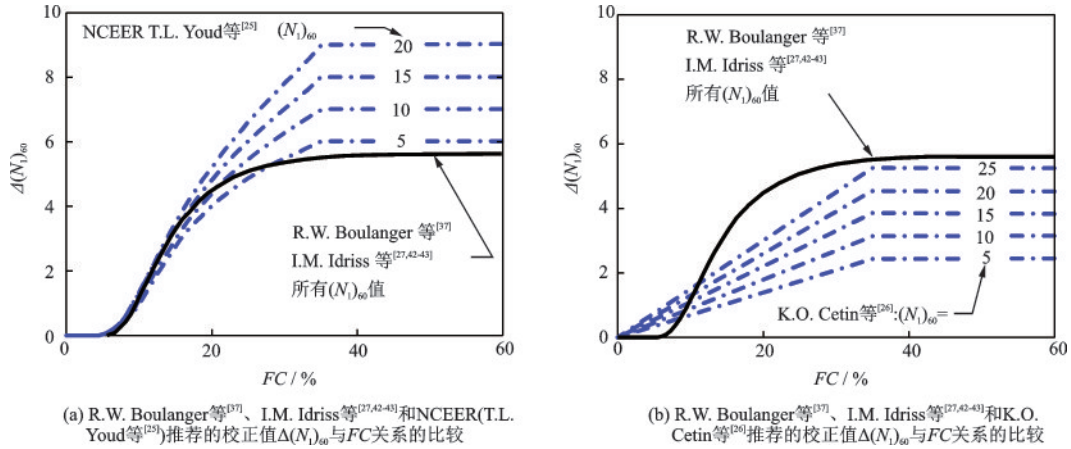 NCEER T.L. Youd等[25] (N₁)₆₀
10
8
6
4
2
0
Δ(N₁)₆₀
20
15
10
5
R.W. Boulanger 等[37]
I.M. Idriss 等[27,42-43]
所有(N₁)₆₀值
0 20 40 60
FC / %
(a) R.W. Boulanger等[37]、I.M. Idriss等[27,42-43]和NCEER(T.L.
Youd等[25])推荐的校正值Δ(N₁)₆₀与FC关系的比较
R.W. Boulanger 等[37]
I.M. Idriss 等[27,42-43]
所有(N₁)₆₀值
10
8
6
4
2
0
Δ(N₁)₆₀
25
20
15
10
5
K.O. Cetin等[26]:(N₁)₆₀=
0 20 40 60
FC / %
(b) R.W. Boulanger等[37]、I.M. Idriss等[27,42-43]和K.O.
Cetin等[26]推荐的校正值Δ(N₁)₆₀与FC关系的比较